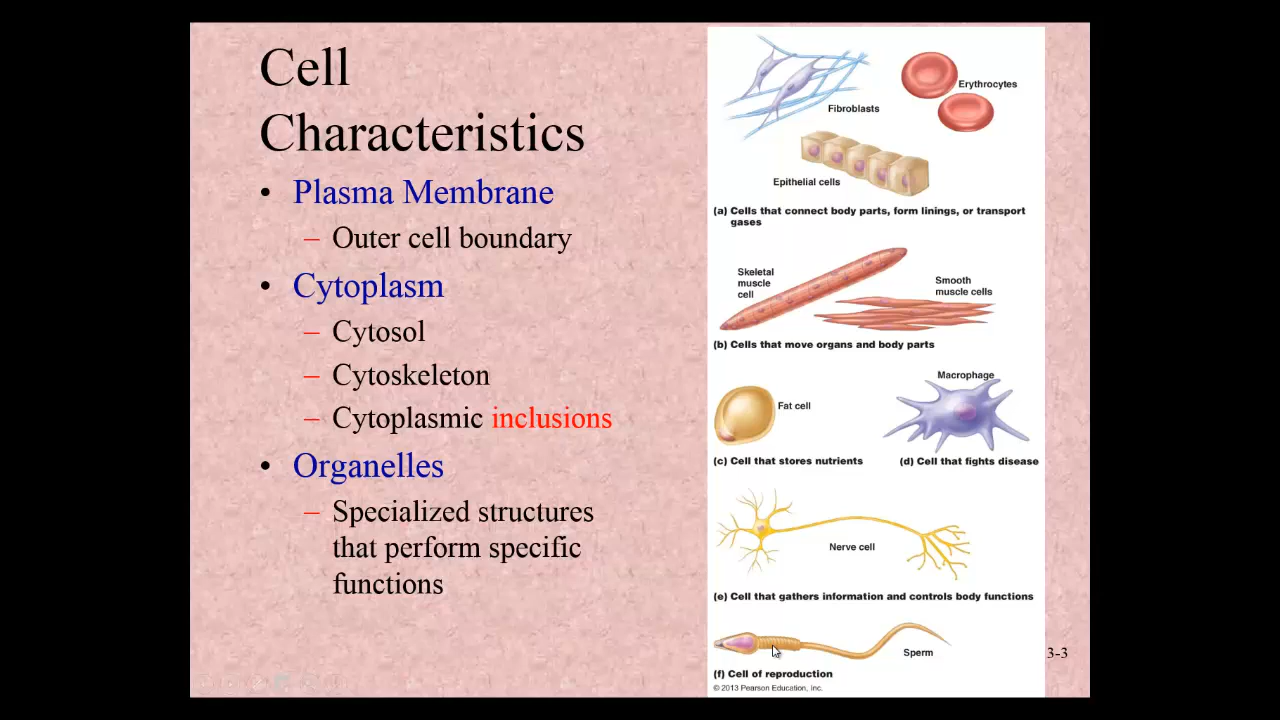 Cell
Characteristics
• Plasma Membrane
– Outer cell boundary
• Cytoplasm
– Cytosol
– Cytoskeleton
– Cytoplasmic inclusions
• Organelles
– Specialized structures
that perform specific
functions
Fibroblasts
Erythrocytes
Epithelial cells
(a) Cells that connect body parts, form linings, or transport
gases
Skeletal
muscle
cell
Smooth
muscle cells
(b) Cells that move organs and body parts
Fat cell
Macrophage
(c) Cell that stores nutrients
(d) Cell that fights disease
Nerve cell
(e) Cell that gathers information and controls body functions
Sperm
(f) Cell of reproduction
© 2013 Pearson Education, Inc.
3-3